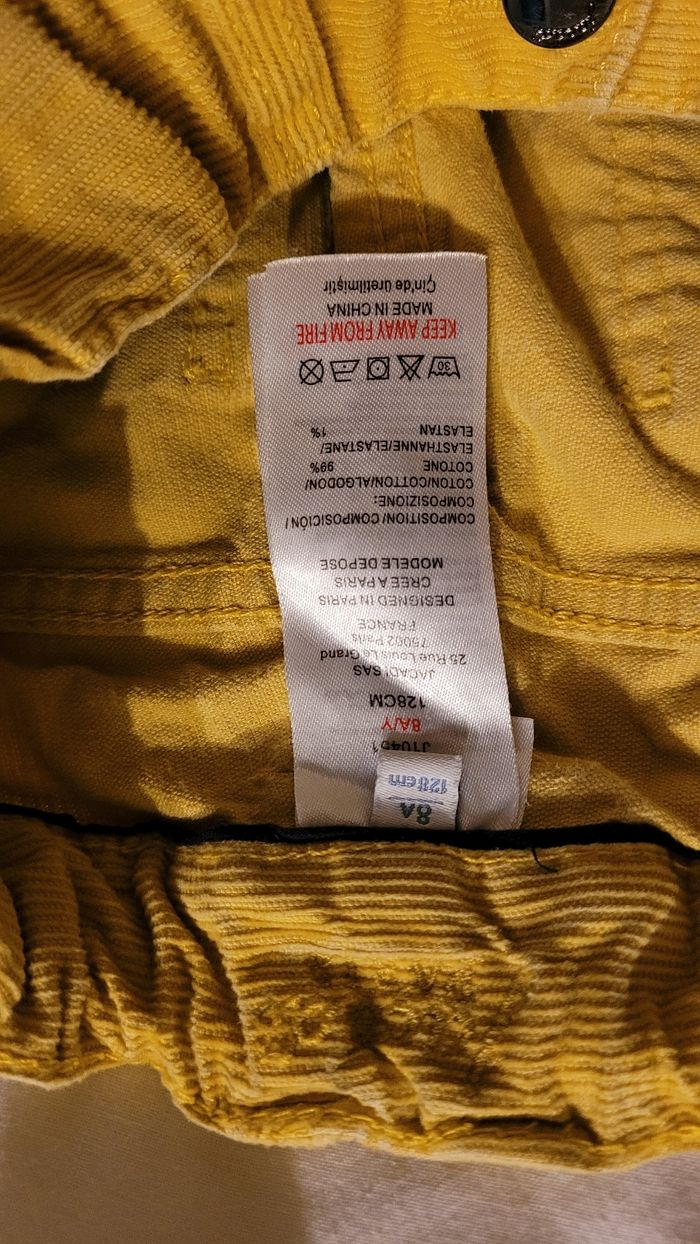 8A
128cm
8A/Y
128CM
JACADI SAS
25 Rue Louis Le Grand
75002 Paris
FRANCE
DESIGNED IN PARIS
CREE A PARIS
MODELE DEPOSE
COMPOSITION/ COMPOSICIÓN /
COMPOSIZIONE:
COTON/COTTON/ALGODON/
COTONE 99%
ELASTHANNE/ELASTANE/
ELASTAN 1%
30
KEEP AWAY FROM FIRE
MADE IN CHINA
Çin'de üretilmiştir